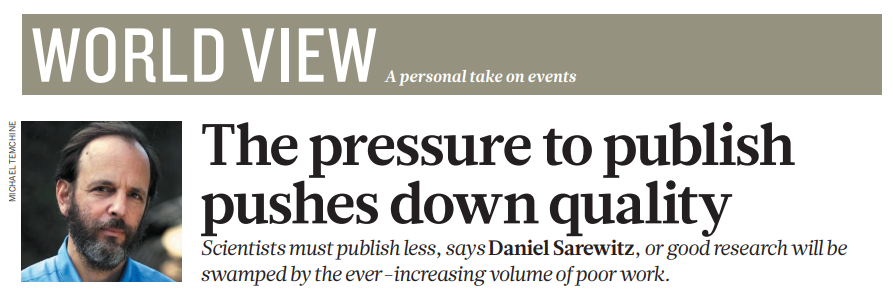 WORLD VIEW A personal take on events
MICHAEL TEMCHINE
The pressure to publish
pushes down quality
Scientists must publish less, says Daniel Sarewitz, or good research will be
swamped by the ever-increasing volume of poor work.